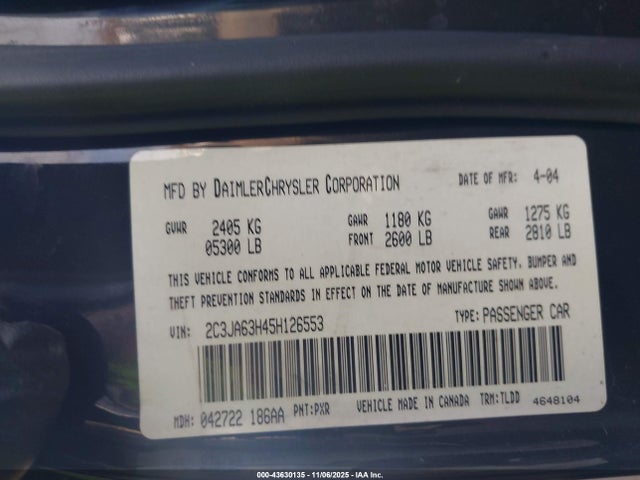 MFD BY DAIMLERCHRYSLER CORPORATION DATE OF MFR: 4-04
GVWR 2405 KG GAWR 1180 KG GAWR 1275 KG
05300 LB FRONT 2600 LB REAR 2810 LB
THIS VEHICLE CONFORMS TO ALL APPLICABLE FEDERAL MOTOR VEHICLE SAFETY, BUMPER AND
THEFT PREVENTION STANDARDS IN EFFECT ON THE DATE OF MANUFACTURE SHOWN ABOVE.
VIN: 2C3JA63H45H126553 TYPE: PASSENGER CAR
MDH: 042722 186AA PNT:PXR VEHICLE MADE IN CANADA TRM:TLDD 4648104
000-43630135 - 11/06/2025 - IAA Inc.